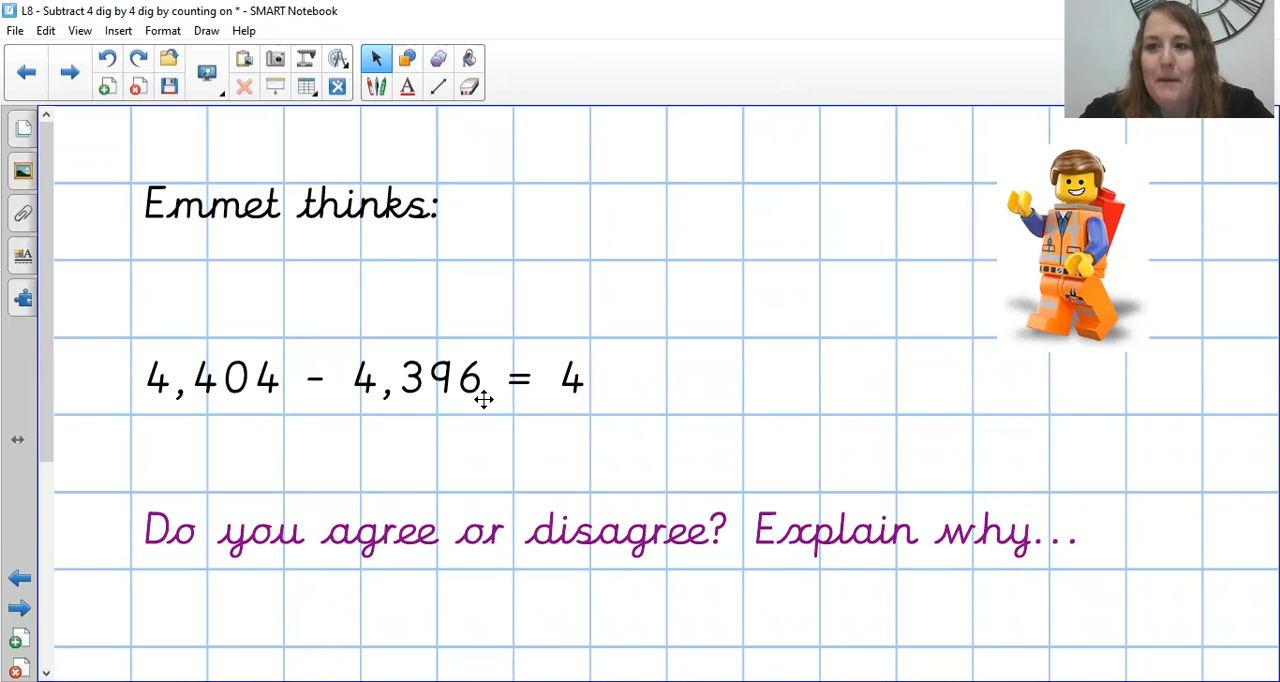 L8 - Subtract 4 dig by 4 dig by counting on * - SMART Notebook
File Edit View Insert Format Draw Help
Emmet thinks:
4,404 - 4,396 = 4
Do you agree or disagree? Explain why...